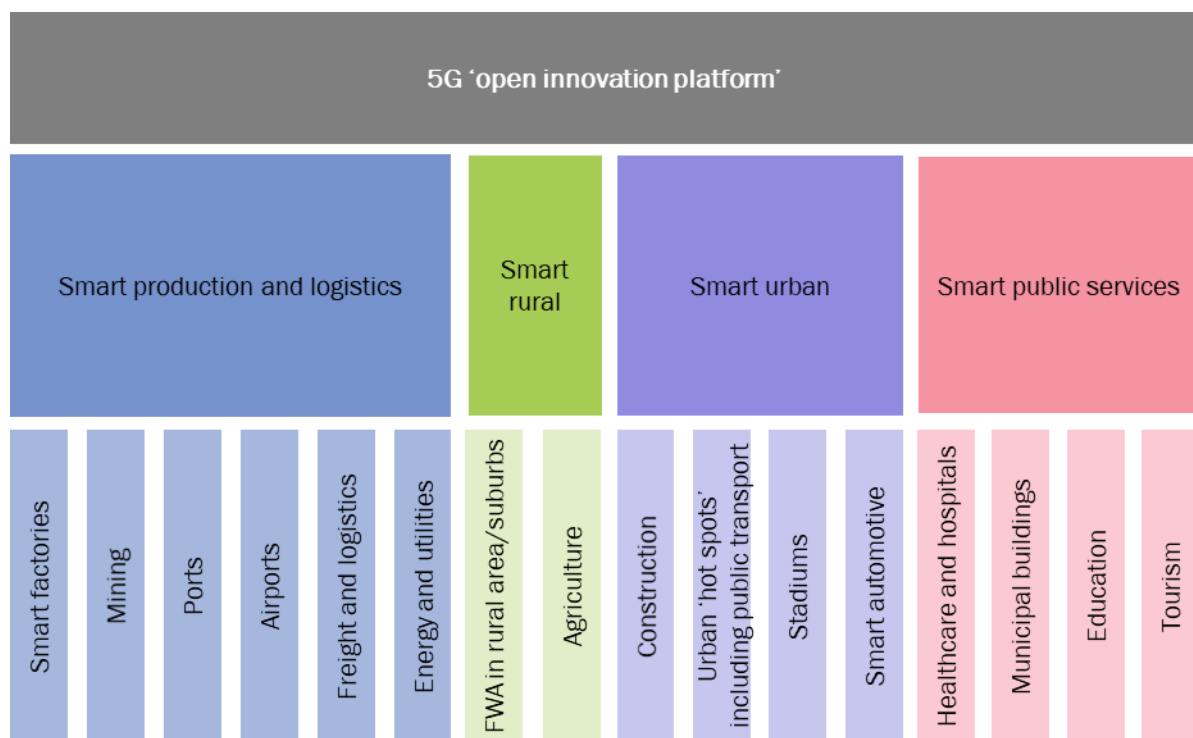 5G ‘open innovation platform’
Smart production and logistics
Smart
rural
Smart urban
Smart public services
Smart factories
Mining
Ports
Airports
Freight and logistics
Energy and utilities
FWA in rural area/suburbs
Agriculture
Construction
Urban ‘hot spots’
including public transport
Stadiums
Smart automotive
Healthcare and hospitals
Municipal buildings
Education
Tourism